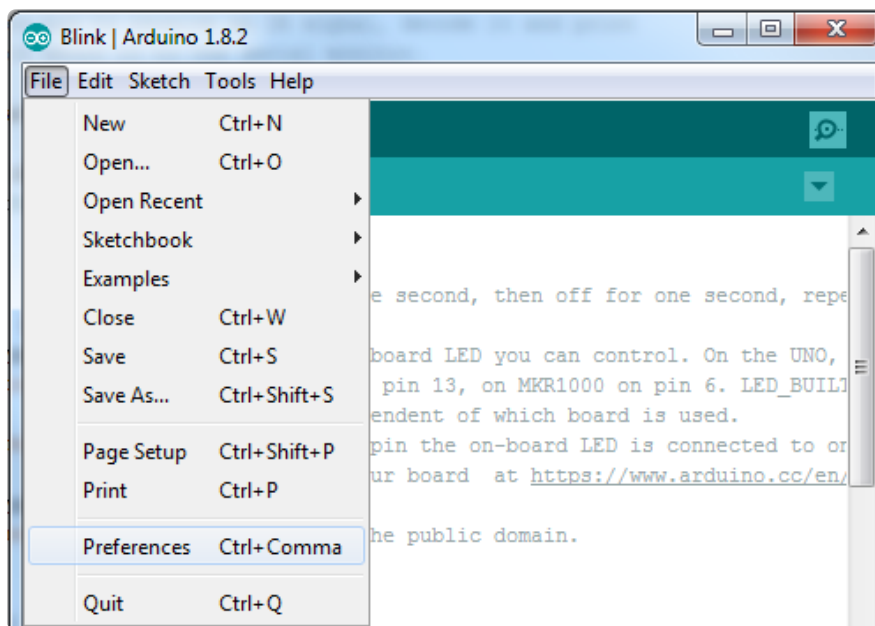 Blink | Arduino 1.8.2
File Edit Sketch Tools Help
New Ctrl+N
Open... Ctrl+O
Open Recent
Sketchbook
Examples
Close Ctrl+W
Save Ctrl+S
Save As... Ctrl+Shift+S
Page Setup Ctrl+Shift+P
Print Ctrl+P
Preferences Ctrl+Comma
Quit Ctrl+Q
e second, then off for one second, repe
board LED you can control. On the UNO,
pin 13, on MKR1000 on pin 6. LED_BUILT
endent of which board is used.
pin the on-board LED is connected to on
ur board at https://www.arduino.cc/en/
he public domain.